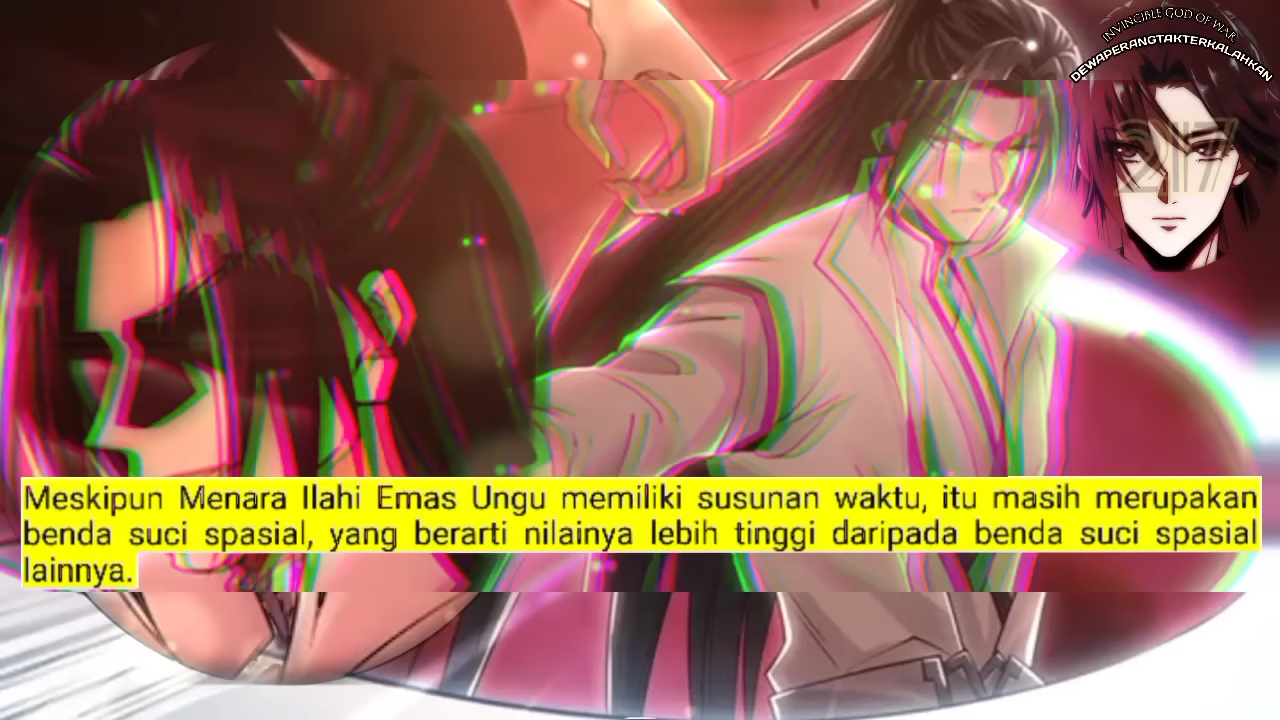 INVINCIBLE GOD OF WAR
DEWAPERANGTAKTERKALAHKAN
2117
Meskipun Menara Ilahi Emas Ungu memiliki susunan waktu, itu masih merupakan
benda suci spasial, yang berarti nilainya lebih tinggi daripada benda suci spasial
lainnya.